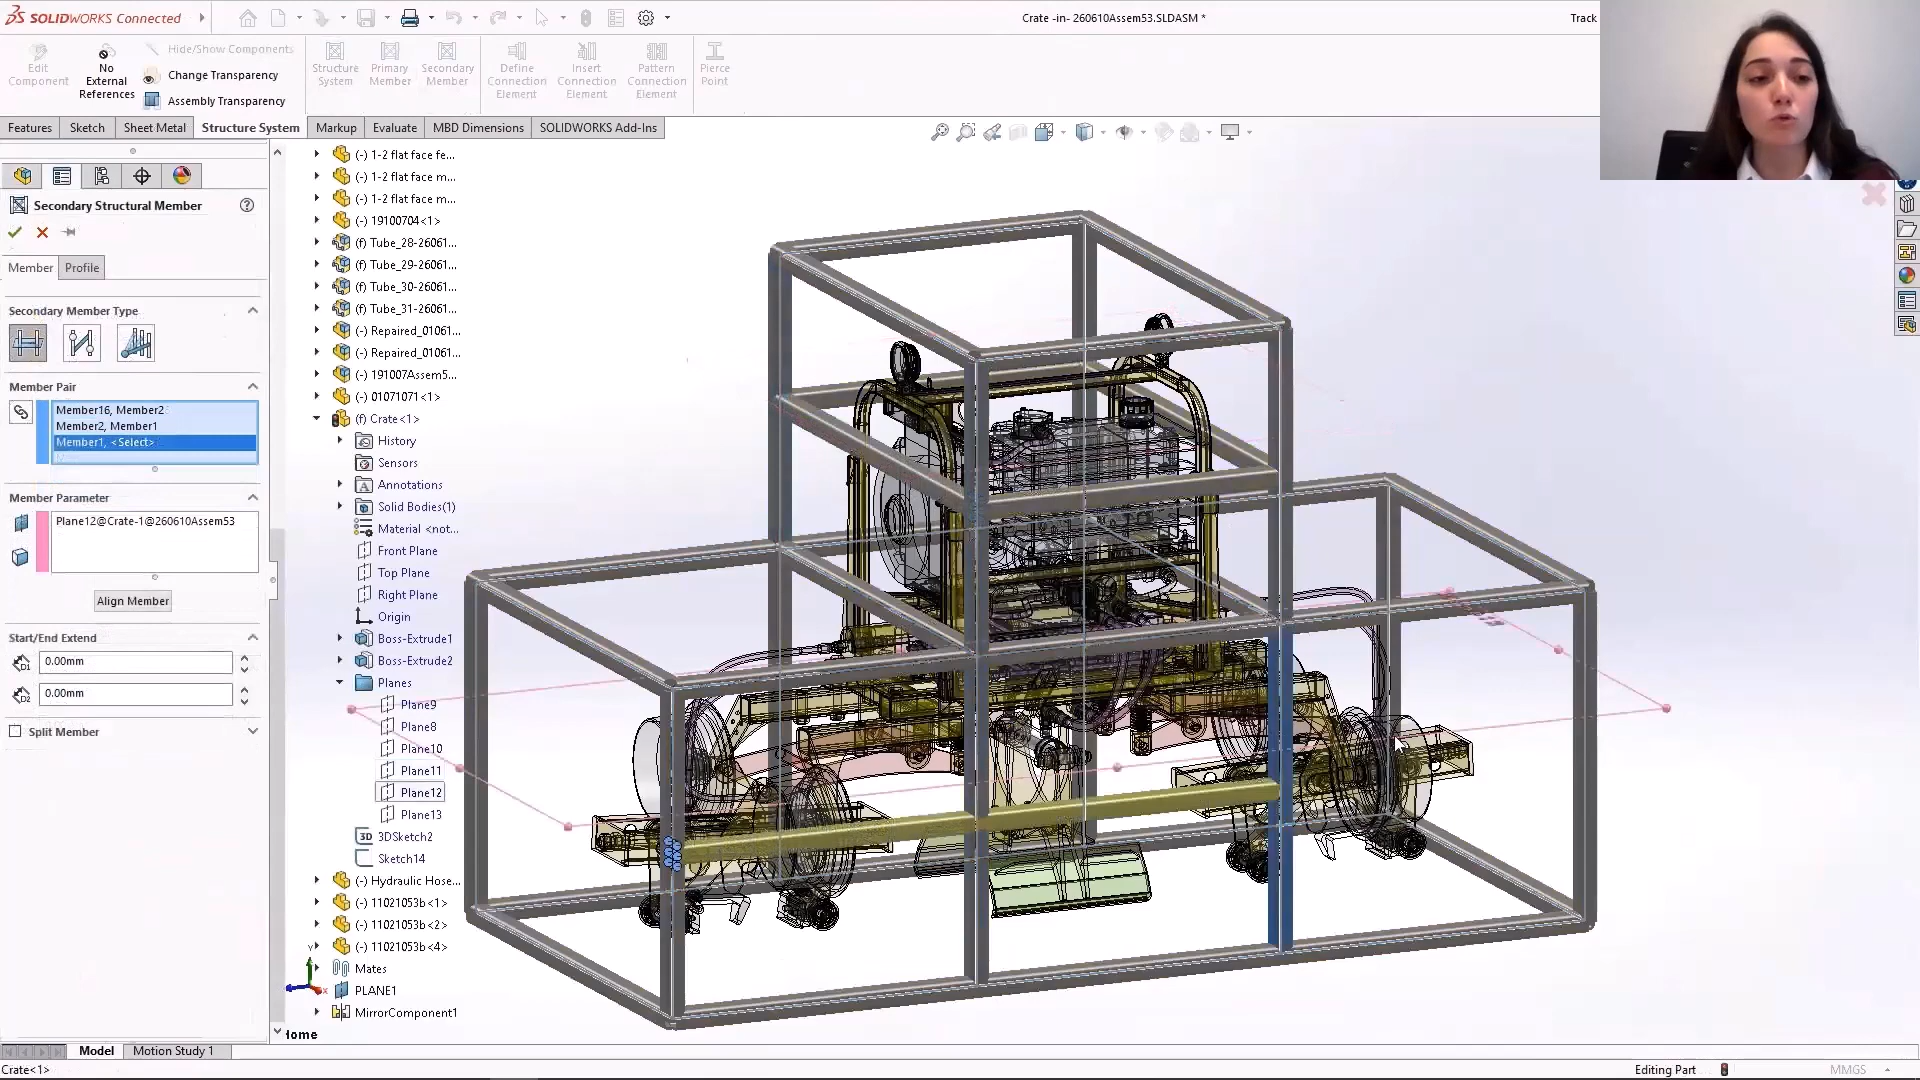 SOLIDWORKS Connected
Crate -in- 260610Assem53.SLDASM *
Track
Edit Component
No External References
Hide/Show Components
Change Transparency
Assembly Transparency
Structure System
Primary Member
Secondary Member
Define Connection Element
Insert Connection Element
Pattern Connection Element
Pierce Point
Features
Sketch
Sheet Metal
Structure System
Markup
Evaluate
MBD Dimensions
SOLIDWORKS Add-Ins
Secondary Structural Member
Member
Profile
Secondary Member Type
Member Pair
Member16, Member2
Member2, Member1
Member1, <Select>
Member Parameter
Plane12@Crate-1@260610Assem53
Align Member
Start/End Extend
0.00mm
0.00mm
Split Member
(-) 1-2 flat face fe...
(-) 1-2 flat face m...
(-) 1-2 flat face m...
(-) 19100704<1>
(f) Tube_28-26061...
(f) Tube_29-26061...
(f) Tube_30-26061...
(f) Tube_31-26061...
(-) Repaired_01061...
(-) Repaired_01061...
(-) 191007Assem5...
(-) 01071071<1>
(f) Crate<1>
History
Sensors
Annotations
Solid Bodies(1)
Material <not...
Front Plane
Top Plane
Right Plane
Origin
Boss-Extrude1
Boss-Extrude2
Planes
Plane9
Plane8
Plane10
Plane11
Plane12
Plane13
3DSketch2
Sketch14
(-) Hydraulic Hose...
(-) 11021053b<1>
(-) 11021053b<2>
(-) 11021053b<4>
Mates
PLANE1
MirrorComponent1
Home
Model
Motion Study 1
Crate<1>
Editing Part
MMGS